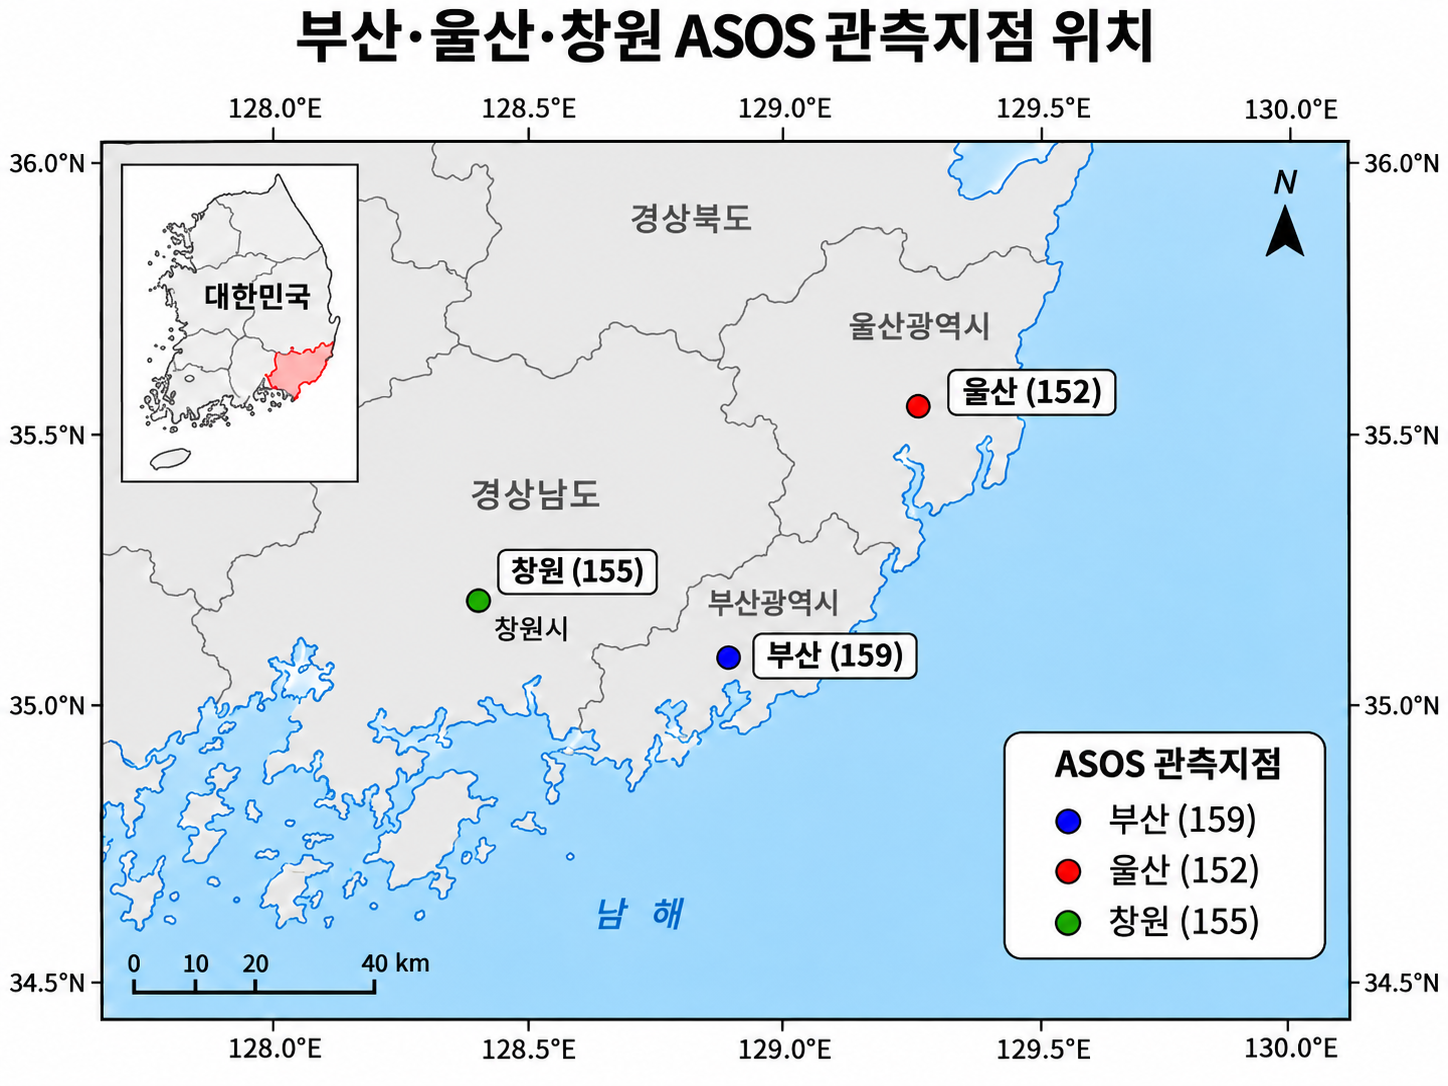 부산·울산·창원 ASOS 관측지점 위치
128.0°E 128.5°E 129.0°E 129.5°E 130.0°E
36.0°N 36.0°N
N
경상북도
대한민국
울산광역시
울산 (152)
35.5°N 35.5°N
경상남도
창원 (155)
창원시
부산광역시
부산 (159)
35.0°N 35.0°N
ASOS 관측지점
부산 (159)
울산 (152)
창원 (155)
남 해
0 10 20 40 km
34.5°N 34.5°N
128.0°E 128.5°E 129.0°E 129.5°E 130.0°E